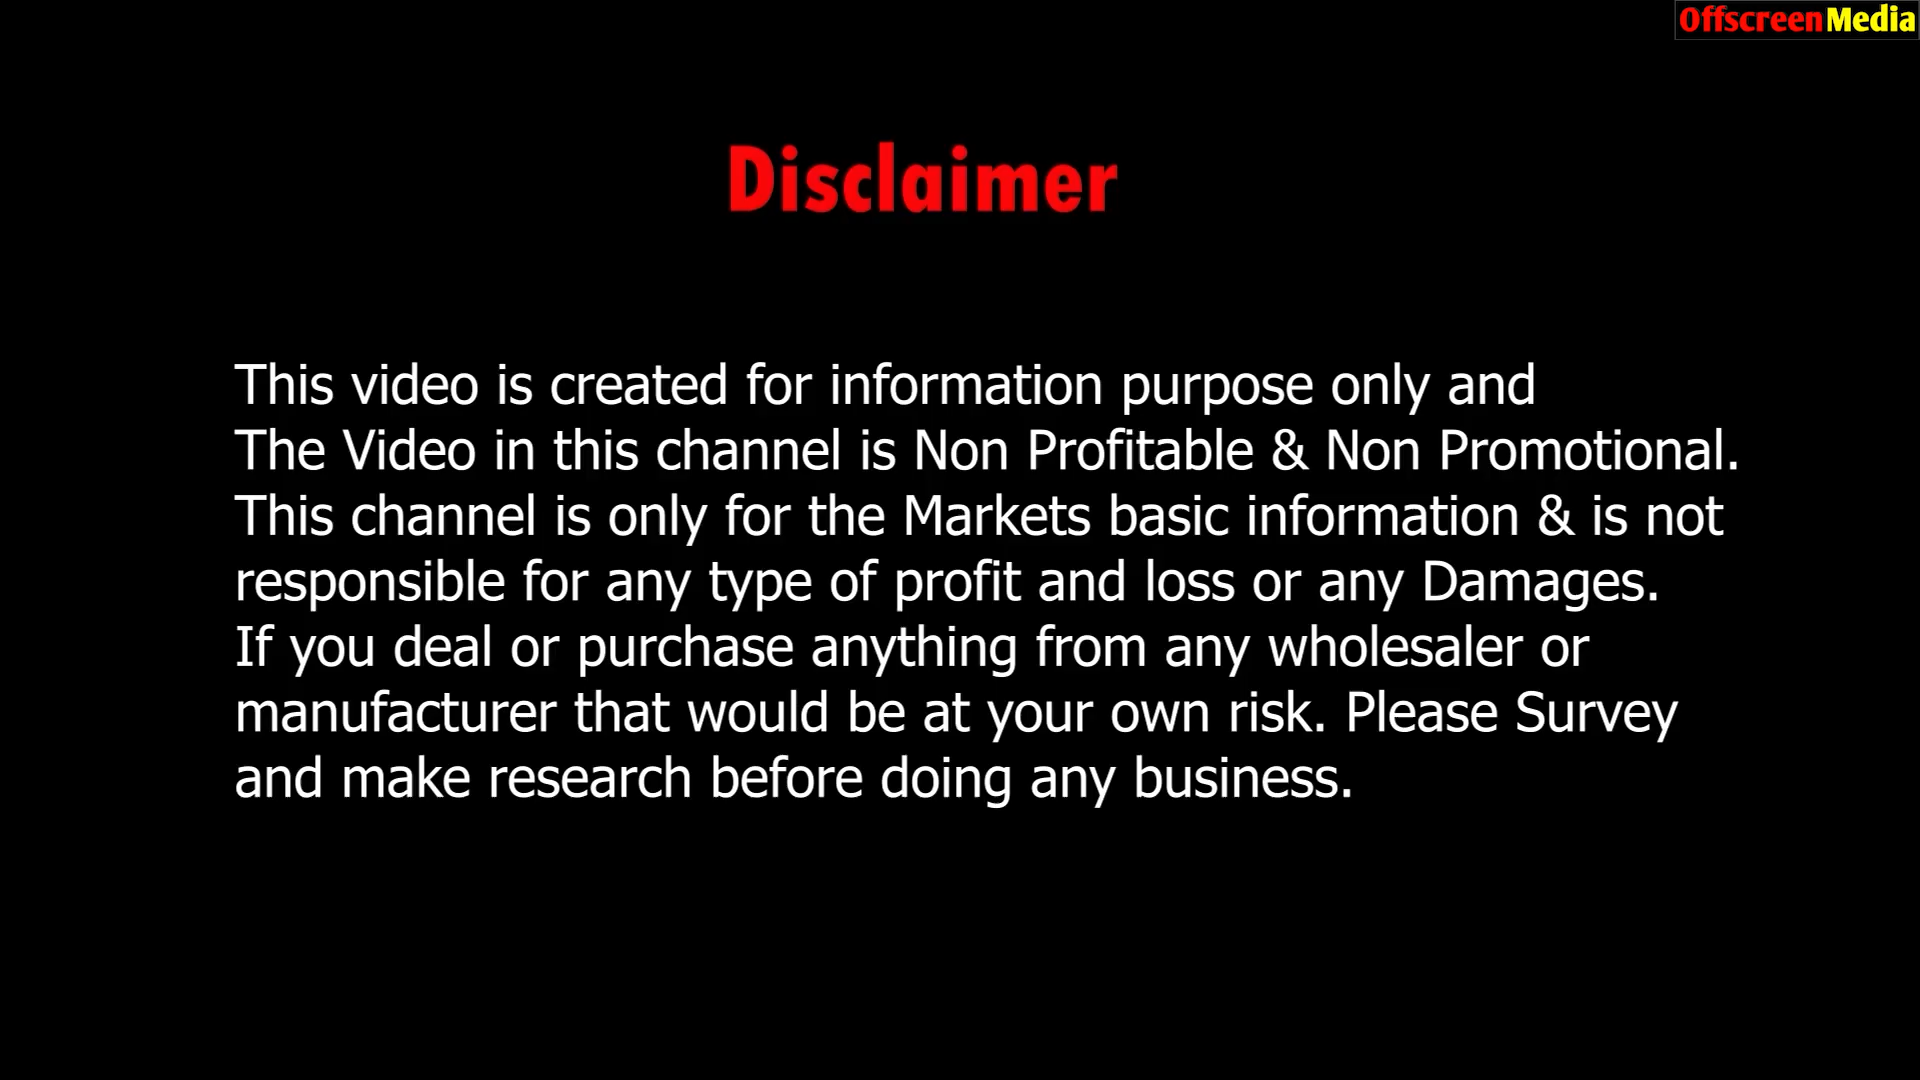 OffscreenMedia
Disclaimer
This video is created for information purpose only and
The Video in this channel is Non Profitable & Non Promotional.
This channel is only for the Markets basic information & is not
responsible for any type of profit and loss or any Damages.
If you deal or purchase anything from any wholesaler or
manufacturer that would be at your own risk. Please Survey
and make research before doing any business.